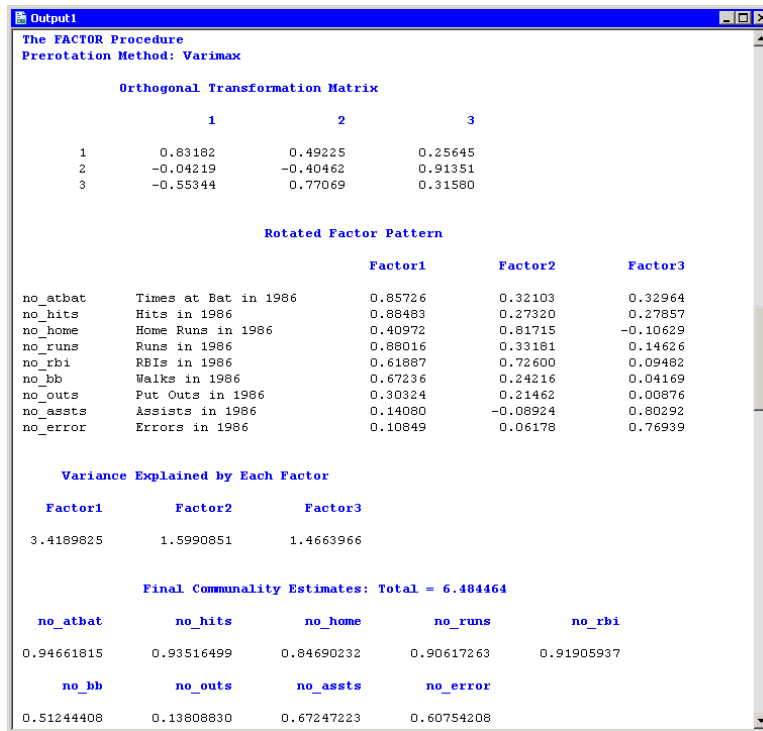 Output1
The FACTOR Procedure
Prerotation Method: Varimax
Orthogonal Transformation Matrix
1 2 3
1 0.83182 0.49225 0.25645
2 -0.04219 -0.40462 0.91351
3 -0.55344 0.77069 0.31580
Rotated Factor Pattern
Factor1 Factor2 Factor3
no_atbat Times at Bat in 1986 0.85726 0.32103 0.32964
no_hits Hits in 1986 0.88483 0.27320 0.27857
no_home Home Runs in 1986 0.40972 0.81715 -0.10629
no_runs Runs in 1986 0.88016 0.33181 0.14626
no_rbi RBIs in 1986 0.61887 0.72600 0.09482
no_bb Walks in 1986 0.67236 0.24216 0.04169
no_outs Put Outs in 1986 0.30324 0.21462 0.00876
no_assts Assists in 1986 0.14080 -0.08924 0.80292
no_error Errors in 1986 0.10849 0.06178 0.76939
Variance Explained by Each Factor
Factor1 Factor2 Factor3
3.4189825 1.5990851 1.4663966
Final Communality Estimates: Total = 6.484464
no_atbat no_hits no_home no_runs no_rbi
0.94661815 0.93516499 0.84690232 0.90617263 0.91905937
no_bb no_outs no_assts no_error
0.51244408 0.13808830 0.67247223 0.60754208